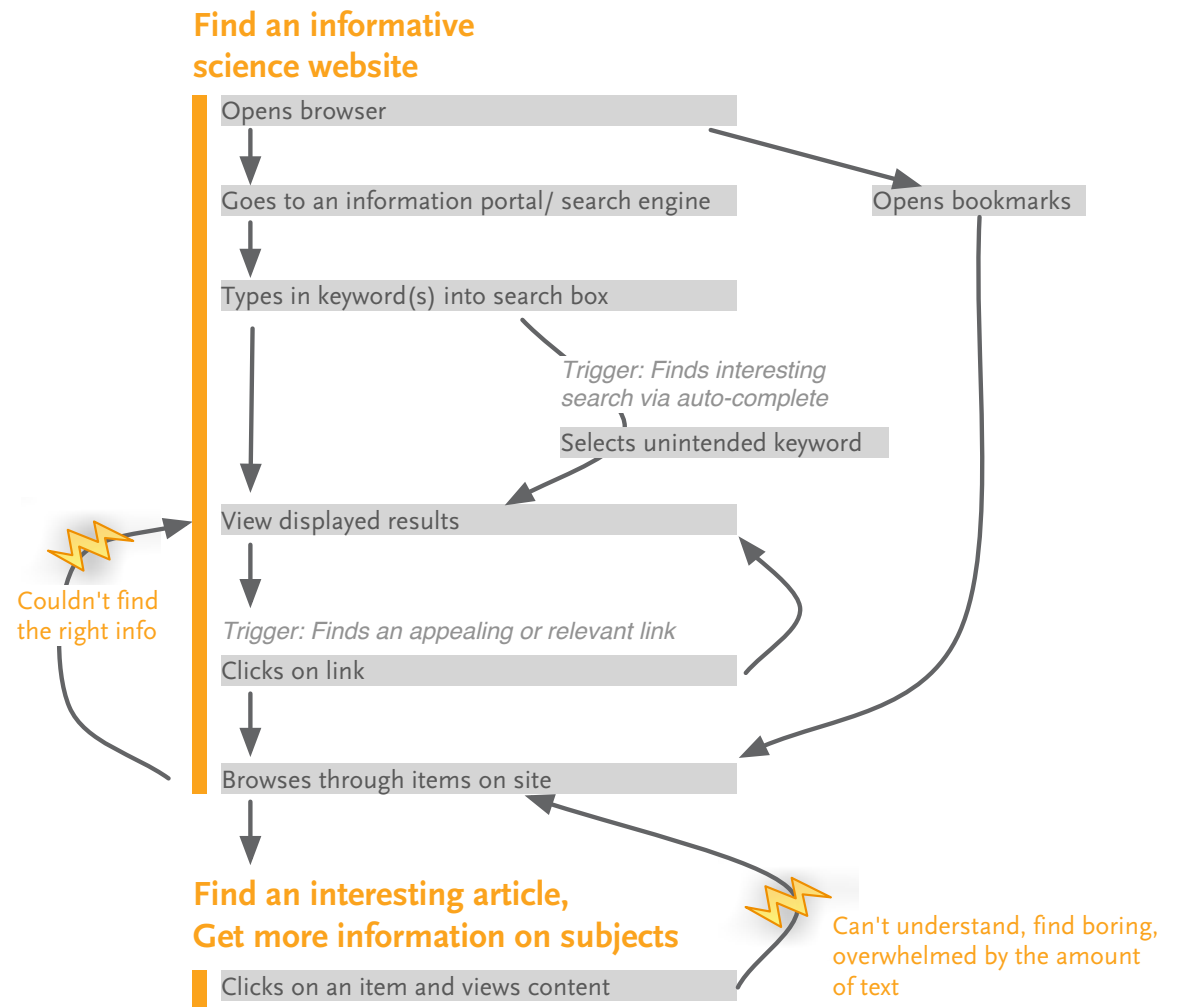 Find an informative
science website
Opens browser
Goes to an information portal/ search engine
Opens bookmarks
Types in keyword(s) into search box
Trigger: Finds interesting
search via auto-complete
Selects unintended keyword
View displayed results
Couldn't find
the right info
Trigger: Finds an appealing or relevant link
Clicks on link
Browses through items on site
Find an interesting article,
Get more information on subjects
Can't understand, find boring,
overwhelmed by the amount
of text
Clicks on an item and views content